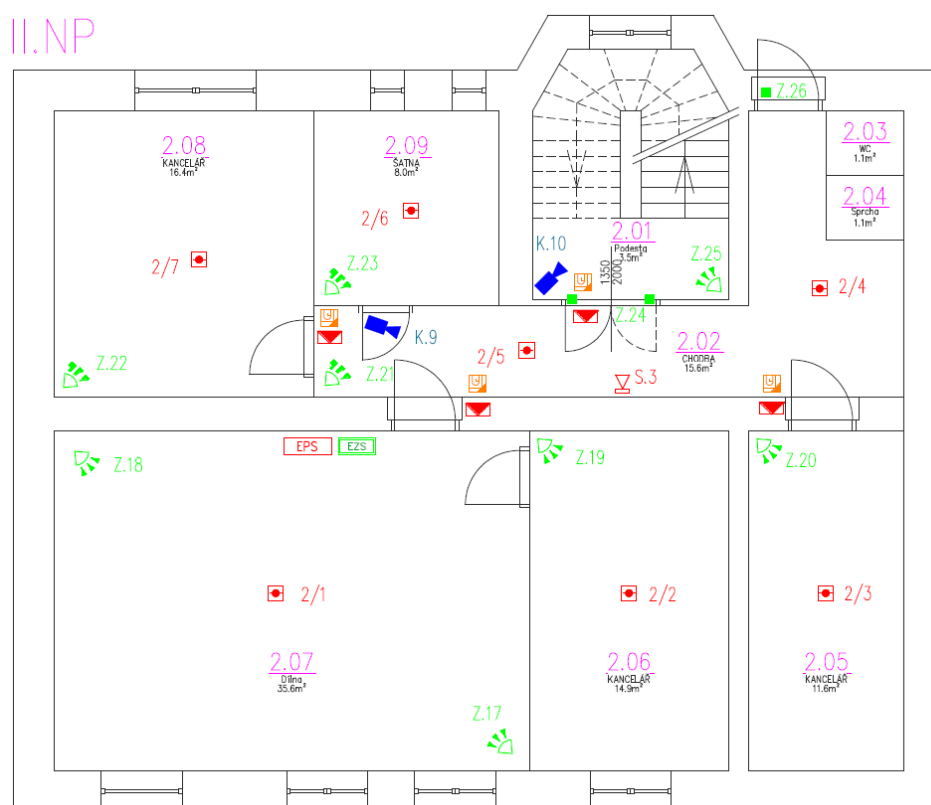 II.NP
Z.26
2.08
KANCELÁŘ
16.4m²
2.09
ŠATNA
8.0m²
2.03
WC
1.1m²
2.04
Sprcha
1.1m²
2/6
2/7
Z.23
K.10
2.01
Podesta
3.5m²
1350
2000
Z.25
2/4
Z.24
K.9
2/5
2.02
CHODBA
15.6m²
Z.22
Z.21
S.3
EPS
EZS
Z.18
Z.19
Z.20
2/1
2/2
2/3
2.07
Dílna
35.6m²
2.06
KANCELÁŘ
14.9m²
2.05
KANCELÁŘ
11.6m²
Z.17